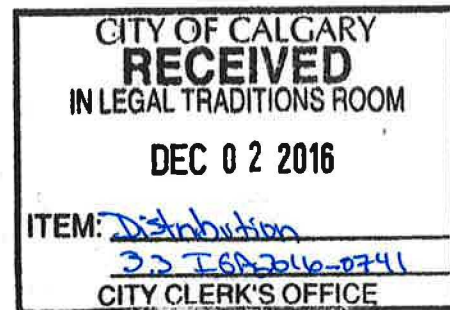 CITY OF CALGARY
RECEIVED
IN LEGAL TRADITIONS ROOM
DEC 0 2 2016
ITEM: Distribution
3.3 IGA2016-0741
CITY CLERK'S OFFICE